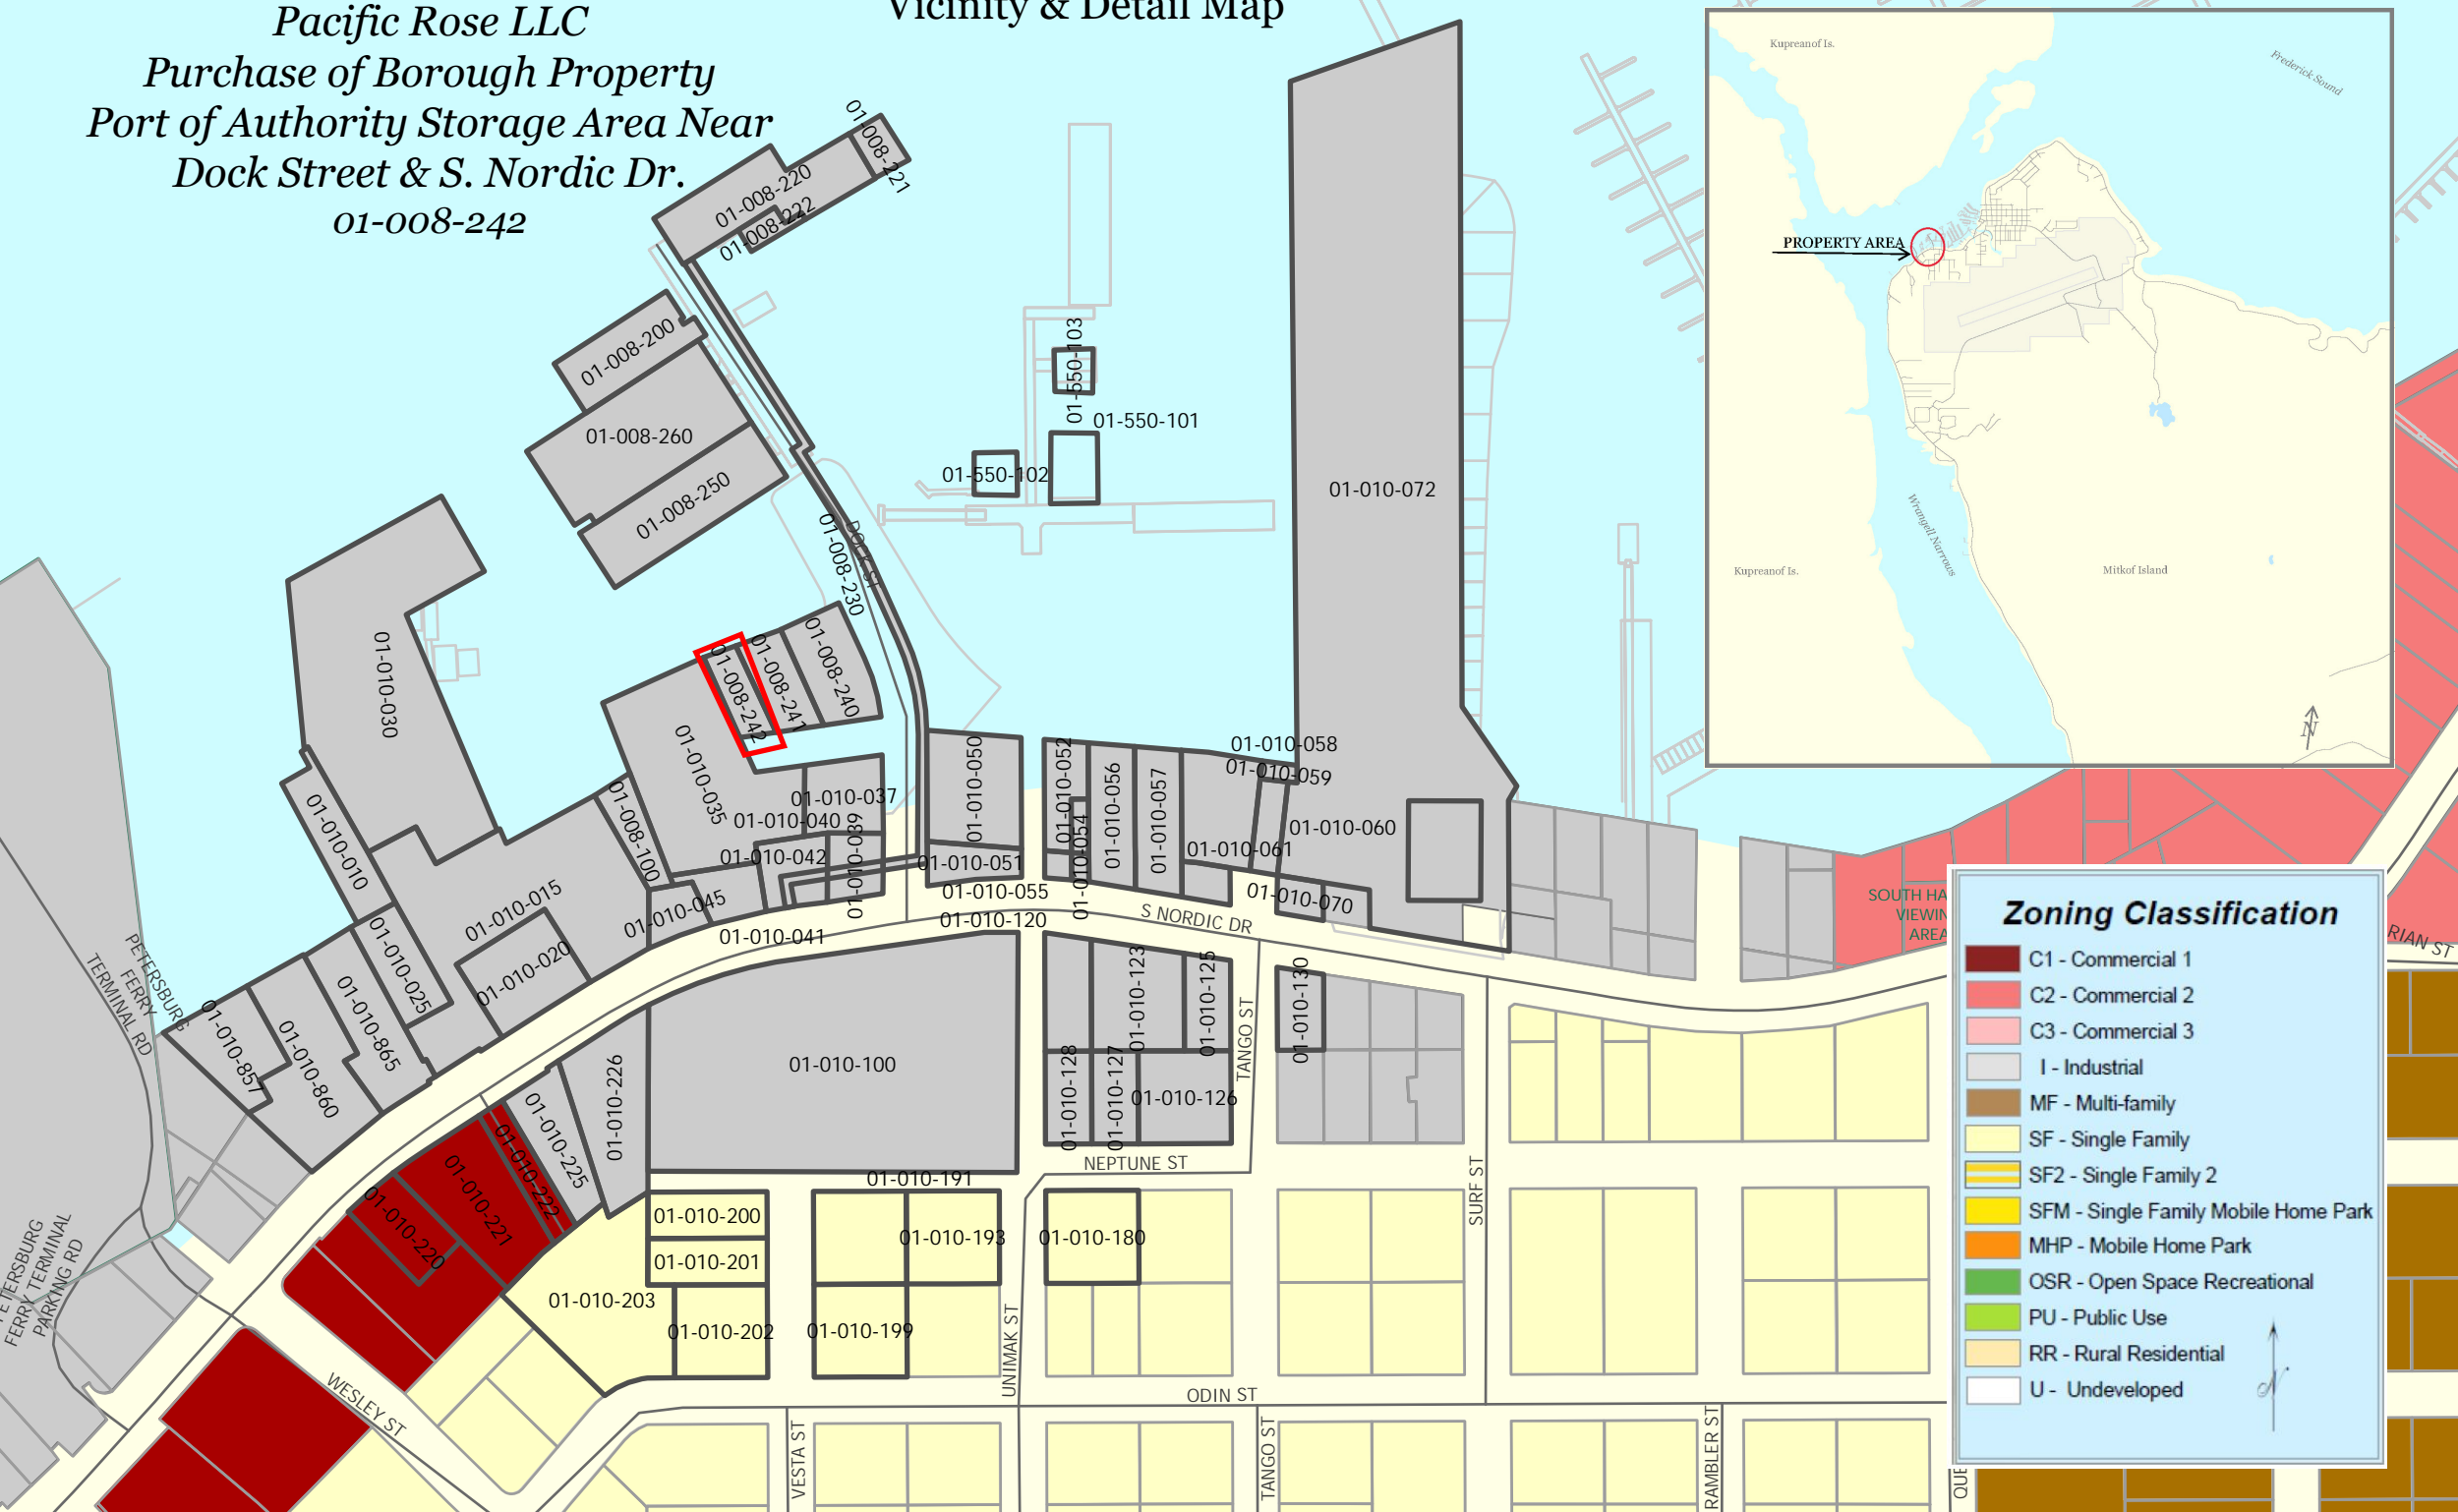 Pacific Rose LLC
Purchase of Borough Property
Port of Authority Storage Area Near
Dock Street & S. Nordic Dr.
01-008-242
Vicinity & Detail Map
Kupreanof Is.
Frederick Sound
PROPERTY AREA
Wrangell Narrows
Kupreanof Is.
Mitkof Island
N
01-008-221
01-008-220
01-008-222
01-008-200
01-008-260
01-008-250
01-550-103
01-550-101
01-550-102
01-010-072
DOCK ST
01-008-230
01-010-030
01-008-242
01-008-241
01-008-240
01-010-035
01-010-050
01-010-052
01-010-056
01-010-057
01-010-058
01-010-059
01-010-060
01-010-061
01-010-037
01-010-040
01-010-039
01-010-042
01-010-051
01-010-054
01-010-055
01-010-070
01-010-010
01-008-100
01-010-015
01-010-045
01-010-025
01-010-020
01-010-041
01-010-120
S NORDIC DR
PETERSBURG
FERRY
TERMINAL RD
01-010-857
01-010-860
01-010-865
01-010-226
01-010-225
01-010-222
01-010-221
01-010-220
01-010-100
01-010-123
01-010-125
01-010-130
01-010-128
01-010-127
01-010-126
TANGO ST
NEPTUNE ST
01-010-191
01-010-200
01-010-201
01-010-193
01-010-180
01-010-203
01-010-202
01-010-199
UNIMAK ST
SURF ST
ODIN ST
PETERSBURG
FERRY TERMINAL
PARKING RD
WESLEY ST
VESTA ST
TANGO ST
RAMBLER ST
QUE
SOUTH HA
VIEWIN
AREA
RIAN ST
Zoning Classification
C1 - Commercial 1
C2 - Commercial 2
C3 - Commercial 3
I - Industrial
MF - Multi-family
SF - Single Family
SF2 - Single Family 2
SFM - Single Family Mobile Home Park
MHP - Mobile Home Park
OSR - Open Space Recreational
PU - Public Use
RR - Rural Residential
U - Undeveloped
N